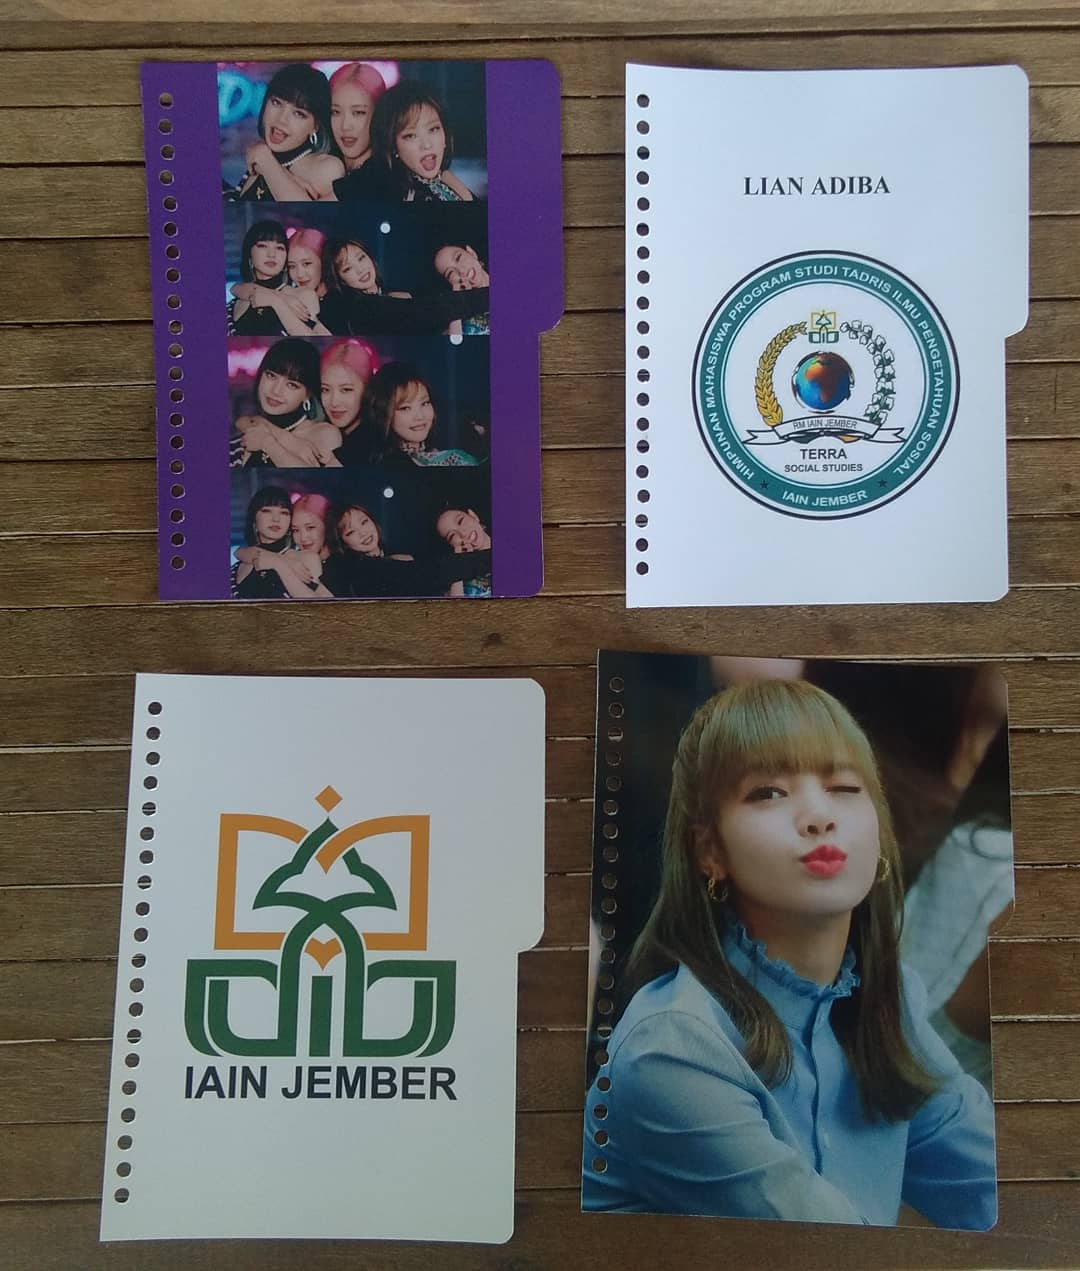 LIAN ADIBA
HIMPUNAN MAHASISWA PROGRAM STUDI TADRIS ILMU PENGETAHUAN SOSIAL
RM IAIN JEMBER
TERRA
SOCIAL STUDIES
IAIN JEMBER
IAIN JEMBER